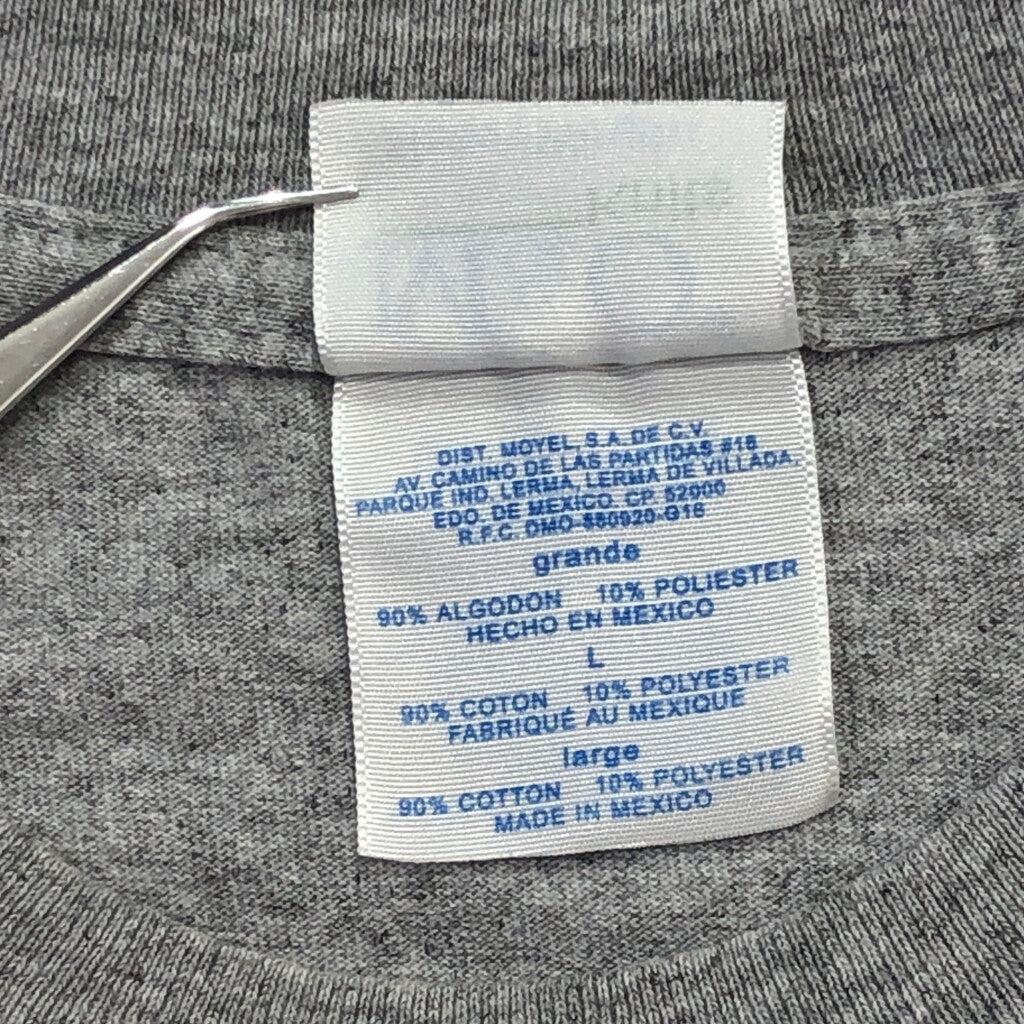 DIST. MOYEL, S.A. DE C.V.
AV. CAMINO DE LAS PARTIDAS #16
PARQUE IND. LERMA, LERMA DE VILLADA,
EDO. DE MEXICO. CP. 52000
R.F.C. DMO-880920-G16
grande
90% ALGODON 10% POLIESTER
HECHO EN MEXICO
L
90% COTON 10% POLYESTER
FABRIQUÉ AU MEXIQUE
large
90% COTTON 10% POLYESTER
MADE IN MEXICO